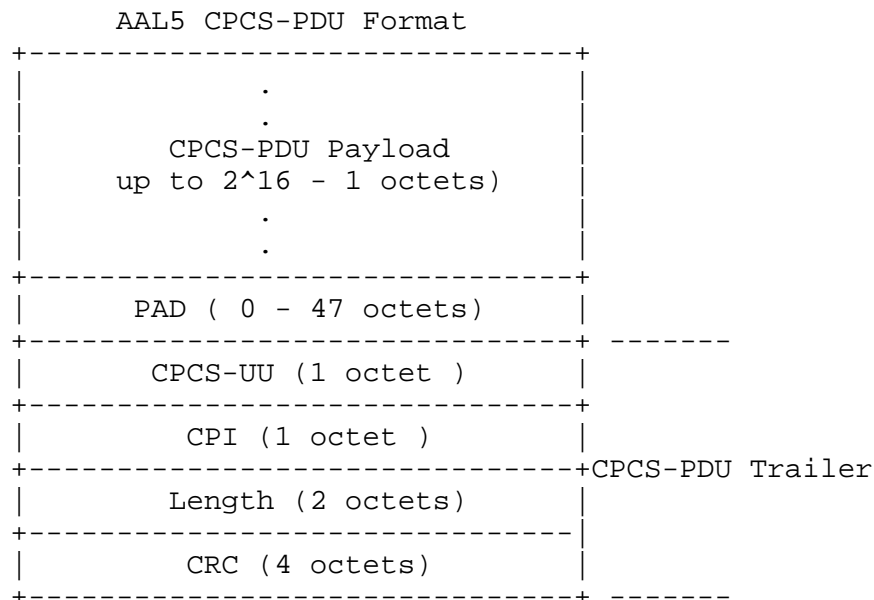 AAL5 CPCS-PDU Format
.
.
CPCS-PDU Payload
up to 2^16 - 1 octets)
.
.
PAD ( 0 - 47 octets)
CPCS-UU (1 octet )
CPI (1 octet )
CPCS-PDU Trailer
Length (2 octets)
CRC (4 octets)